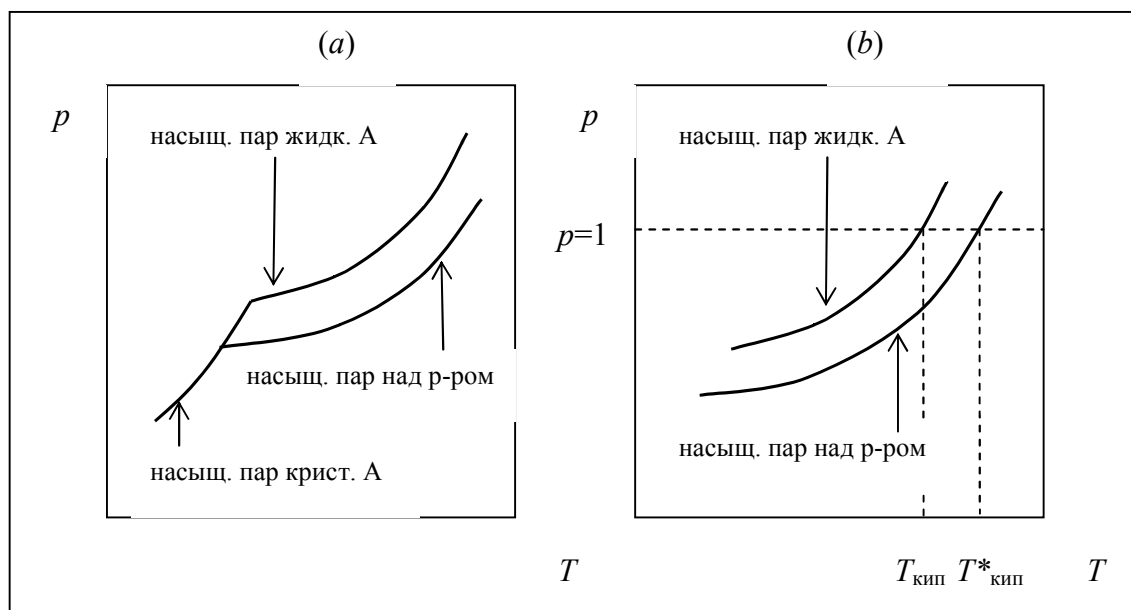 (a)
p
насыщ. пар жидк. А
насыщ. пар над р-ром
насыщ. пар крист. А
T
(b)
p
насыщ. пар жидк. А
p=1
насыщ. пар над р-ром
Tкип T*кип T